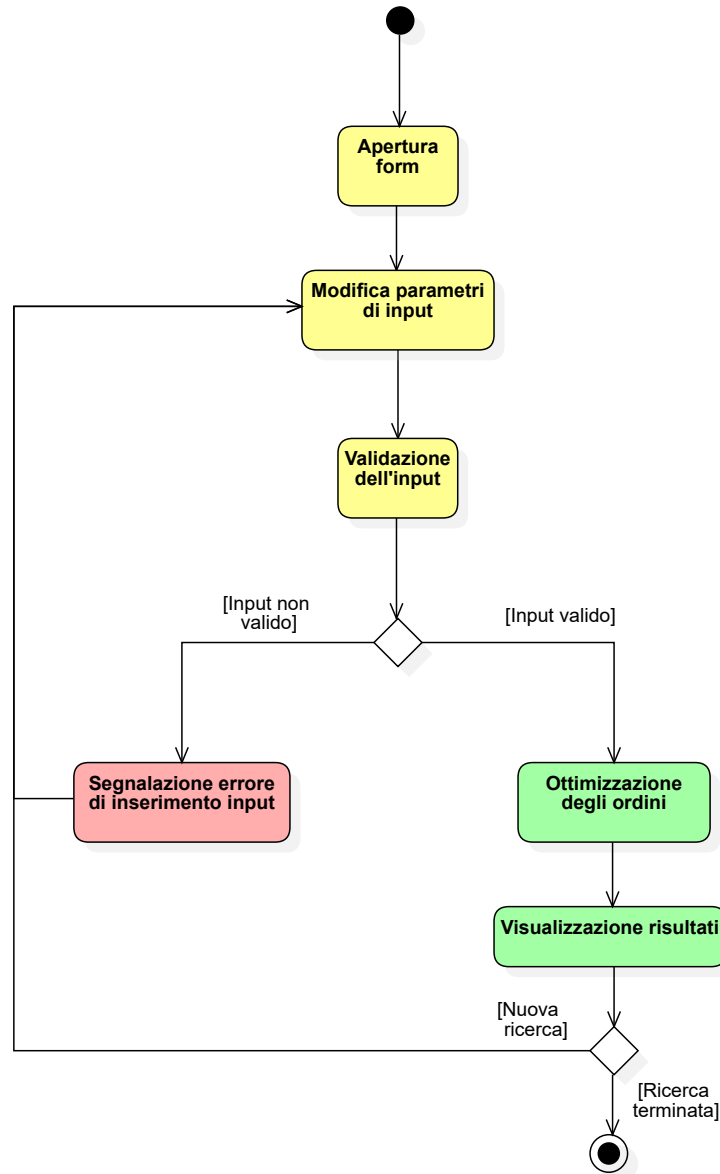 Apertura
form
Modifica parametri
di input
Validazione
dell'input
[Input non
valido]
[Input valido]
Segnalazione errore
di inserimento input
Ottimizzazione
degli ordini
Visualizzazione risultati
[Nuova
ricerca]
[Ricerca
terminata]